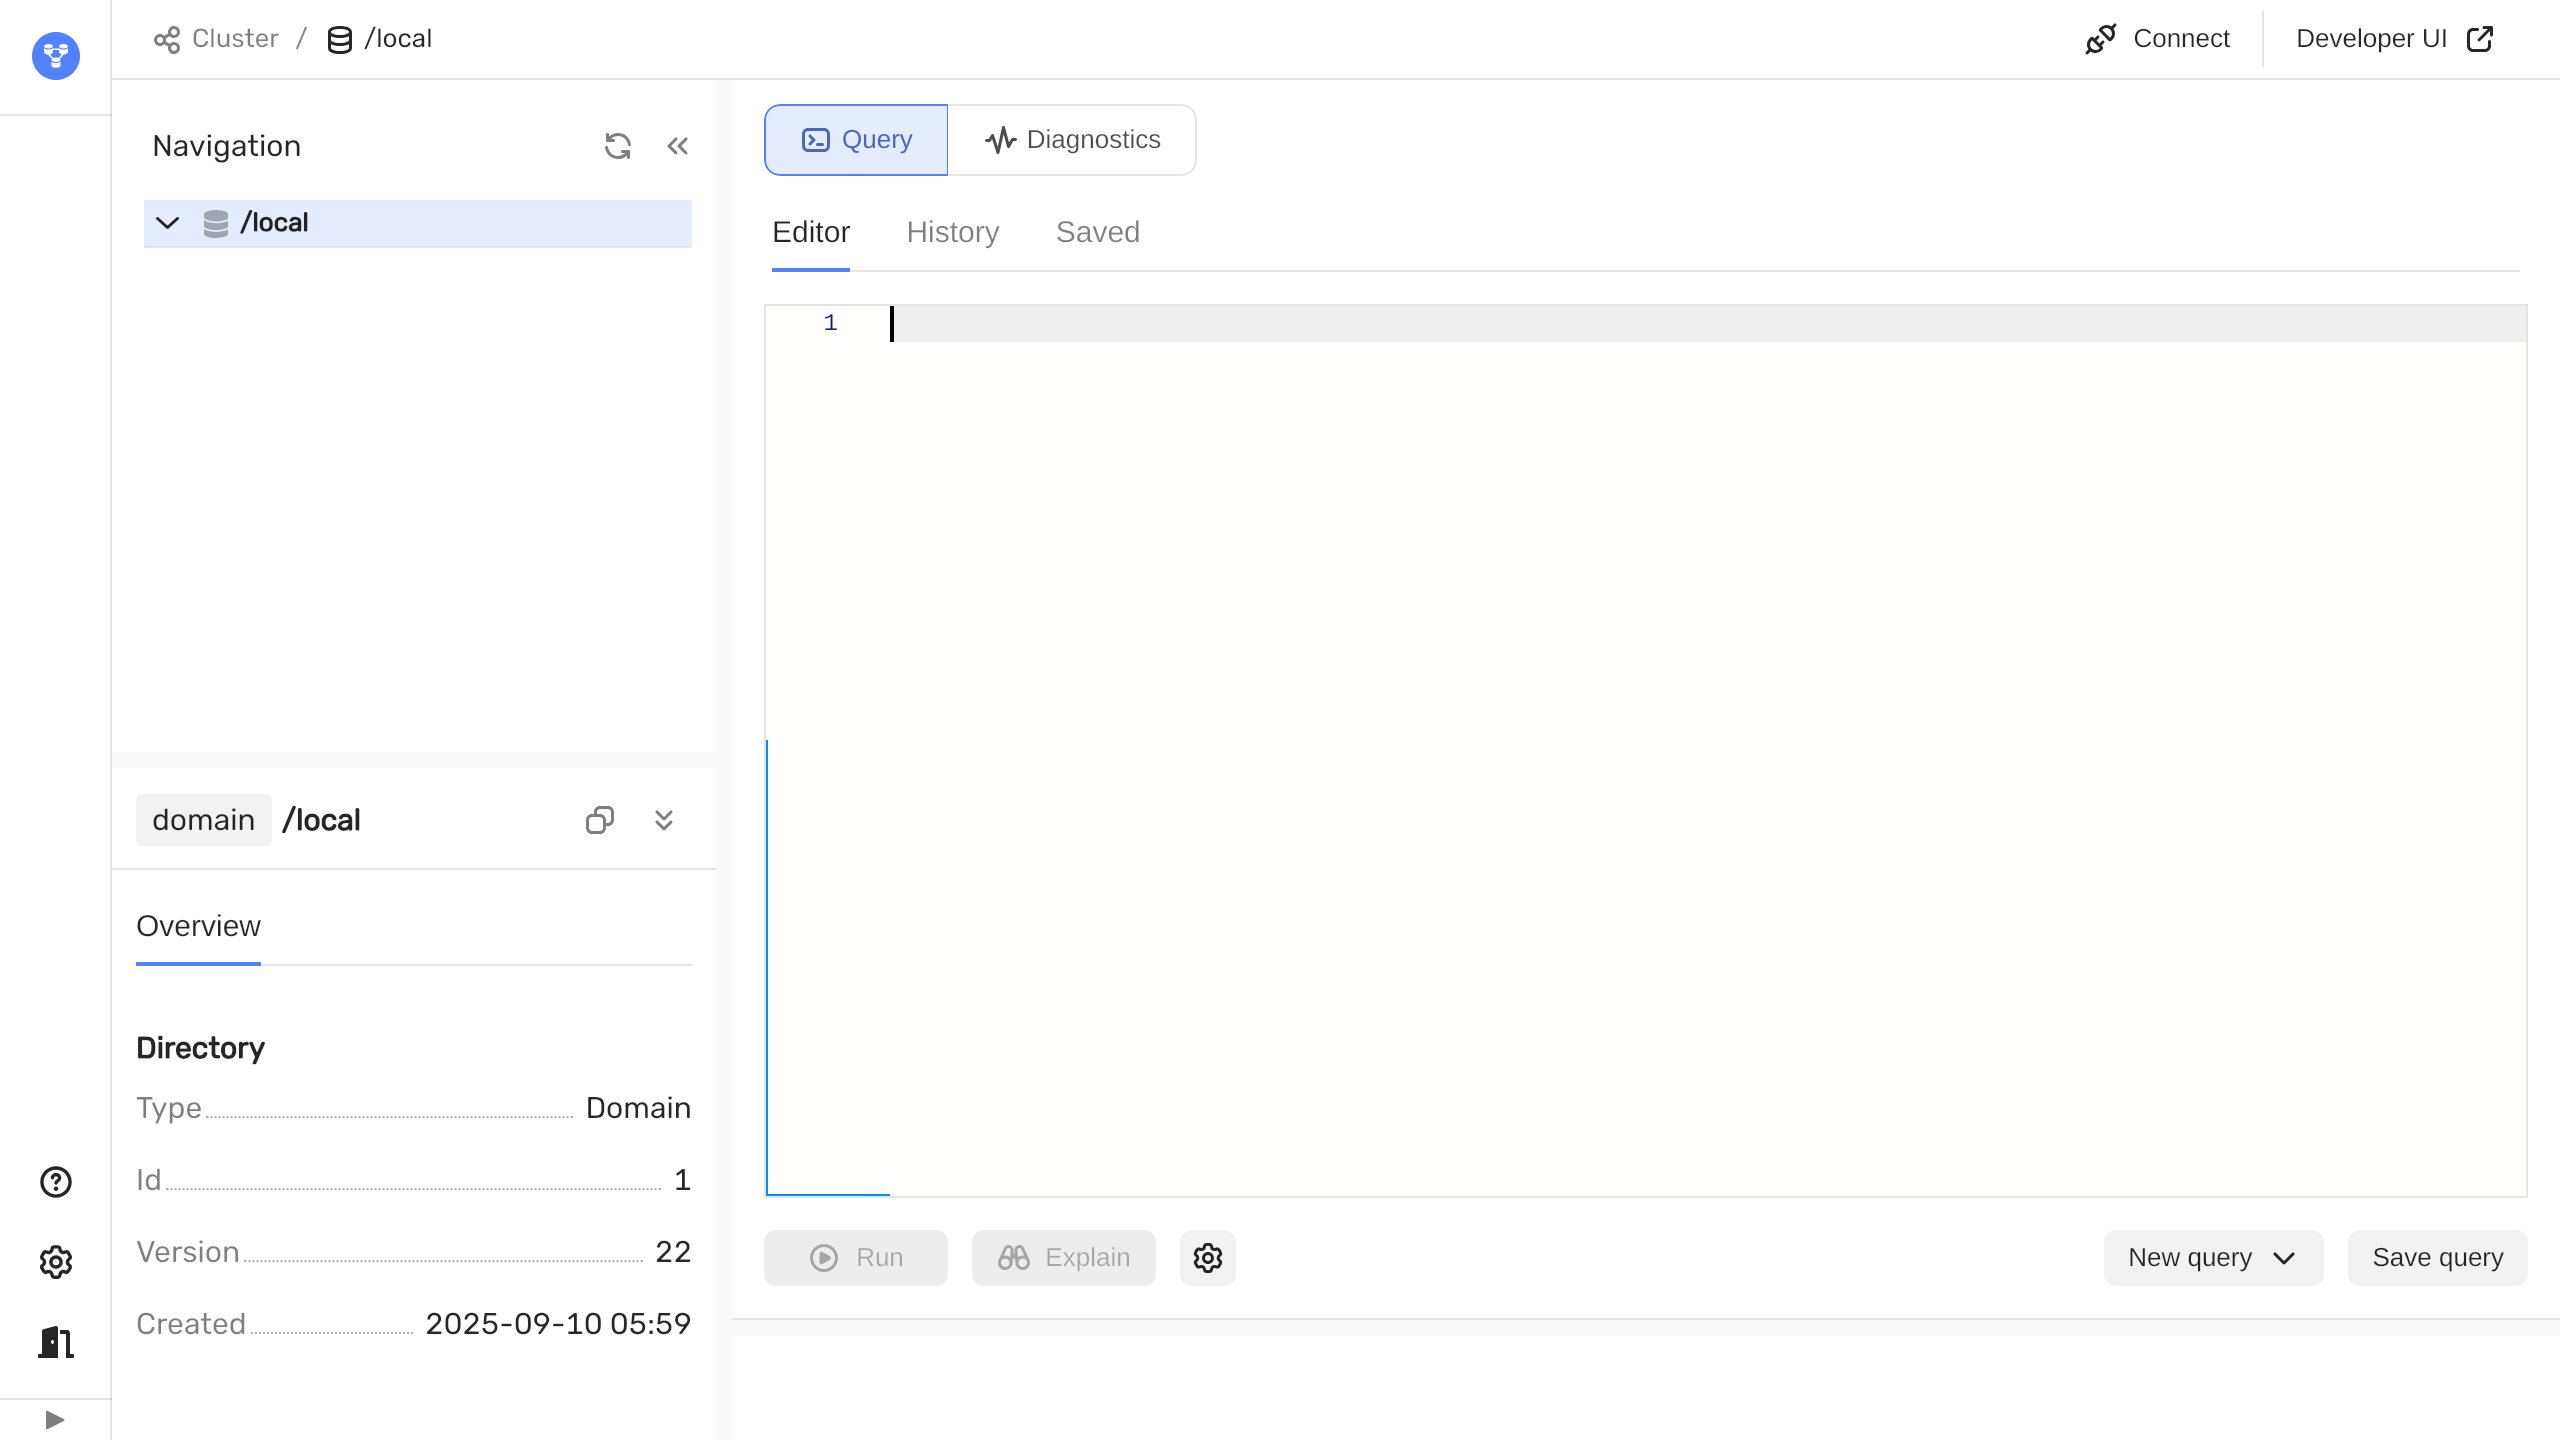 Cluster / /local
Connect
Developer UI
Navigation
/local
domain /local
Overview
Directory
Type Domain
Id 1
Version 22
Created 2025-09-10 05:59
Query
Diagnostics
Editor
History
Saved
1
Run
Explain
New query
Save query